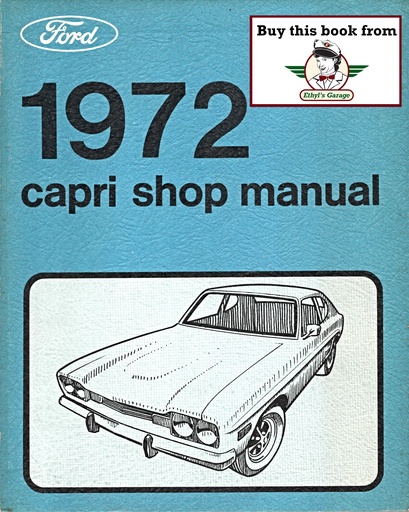 Ford
Buy this book from
Ethyl's Garage
1972
capri shop manual